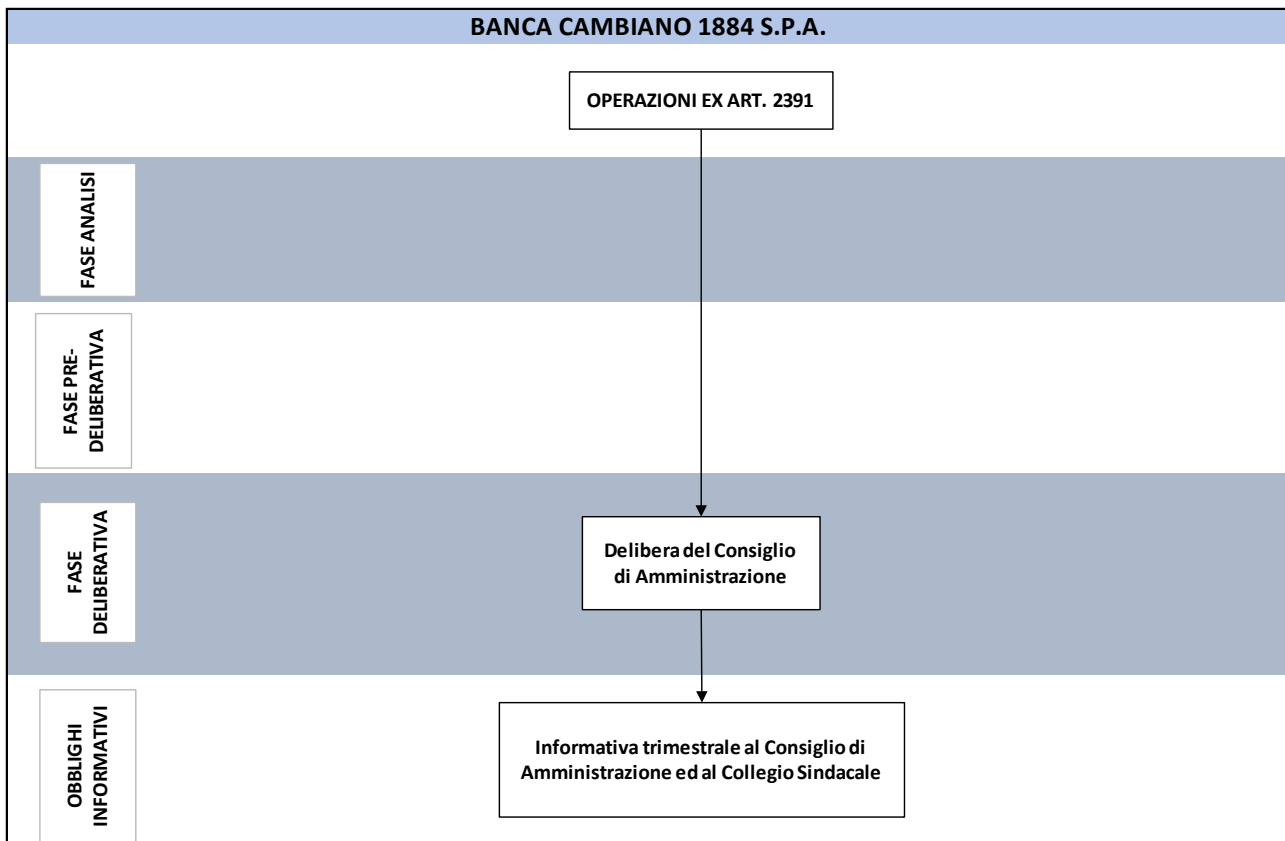 BANCA CAMBIANO 1884 S.P.A.
OPERAZIONI EX ART. 2391
FASE ANALISI
FASE PRE-
DELIBERATIVA
FASE
DELIBERATIVA
Delibera del Consiglio
di Amministrazione
OBBLIGHI
INFORMATIVI
Informativa trimestrale al Consiglio di
Amministrazione ed al Collegio Sindacale